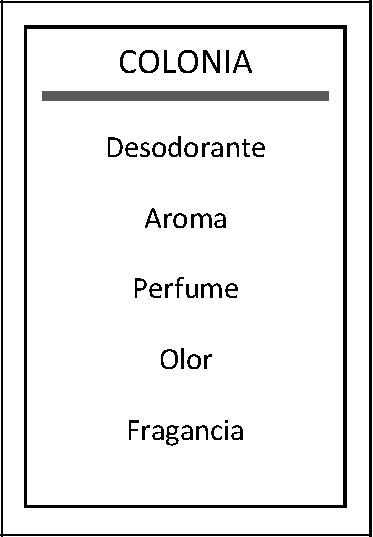 COLONIA
Desodorante
Aroma
Perfume
Olor
Fragancia